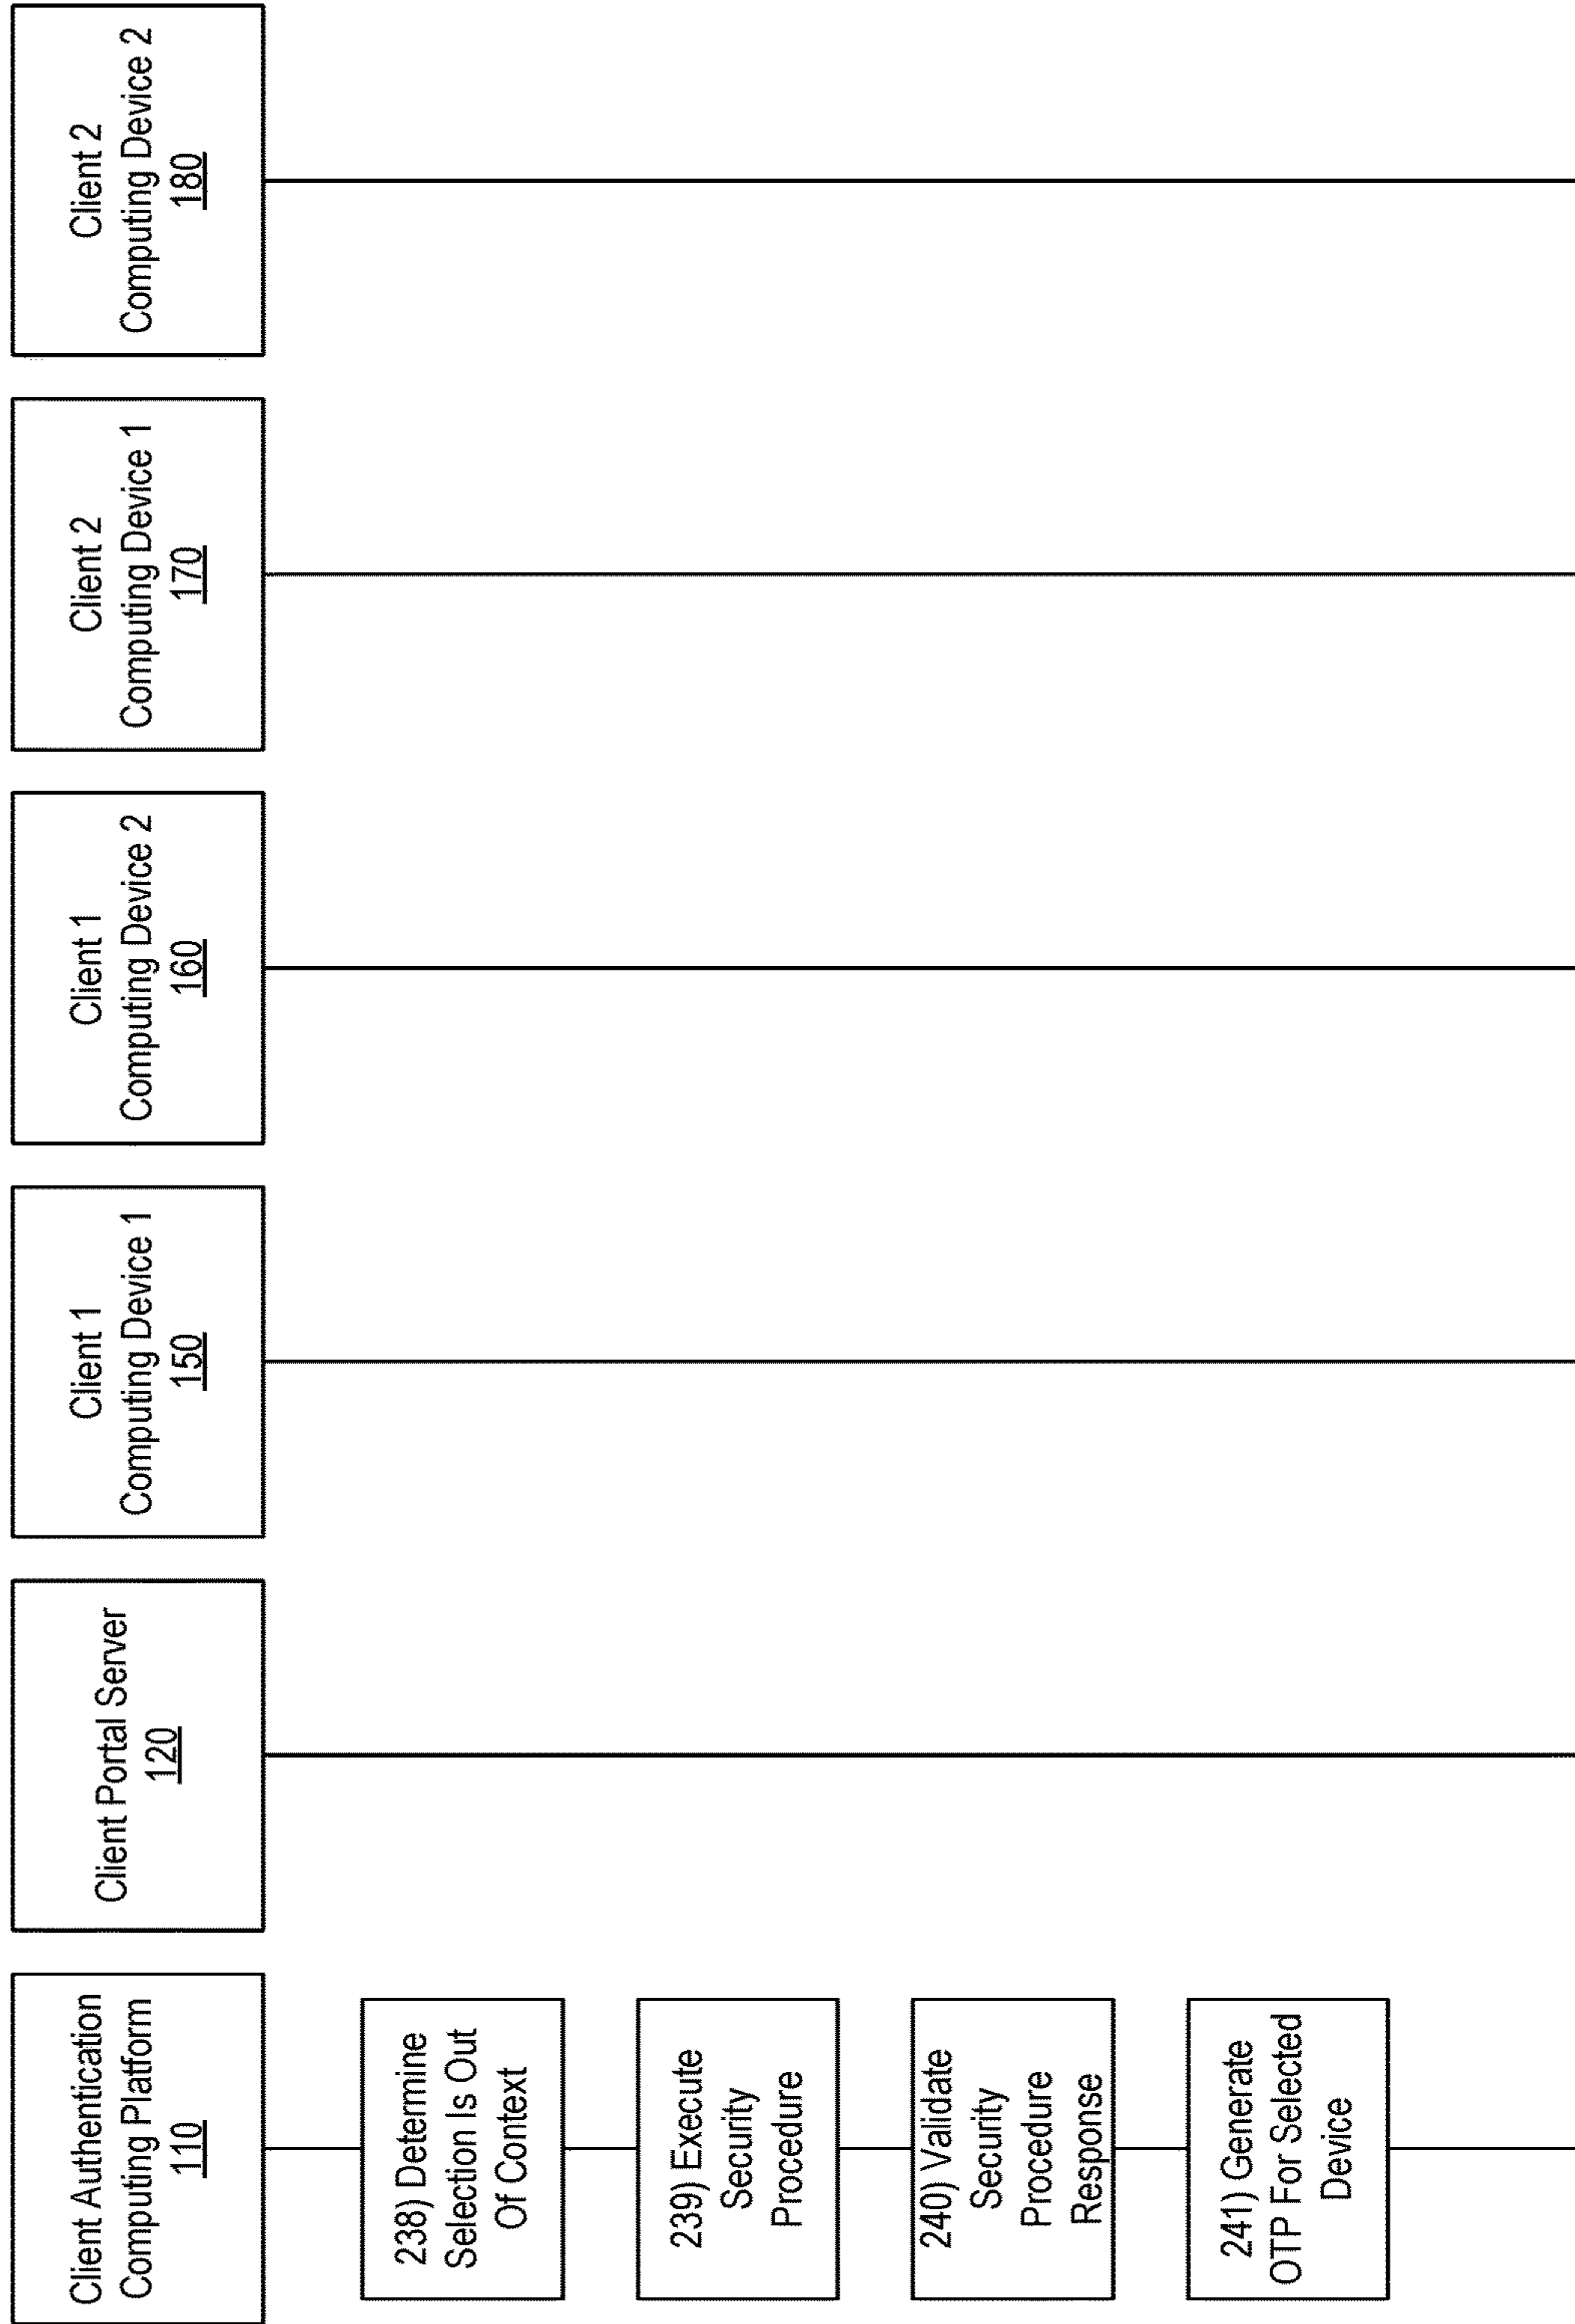 Client Authentication
Computing Platform
110
Client Portal Server
120
Client 1
Computing Device 1
150
Client 1
Computing Device 2
160
Client 2
Computing Device 1
170
Client 2
Computing Device 2
180
238) Determine
Selection Is Out
Of Context
239) Execute
Security
Procedure
240) Validate
Security
Procedure
Response
241) Generate
OTP For Selected
Device